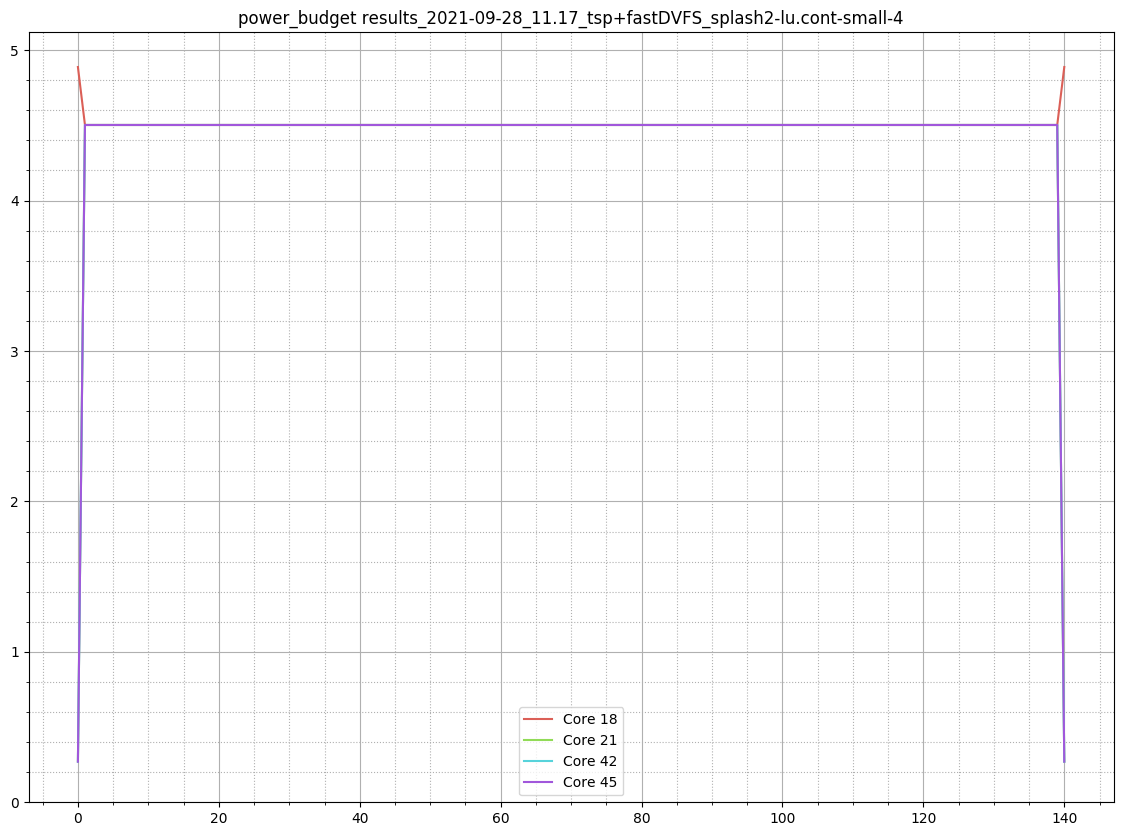 power_budget results_2021-09-28_11.17_tsp+fastDVFS_splash2-lu.cont-small-4
5
4
3
2
1
0
Core 18
Core 21
Core 42
Core 45
0 20 40 60 80 100 120 140